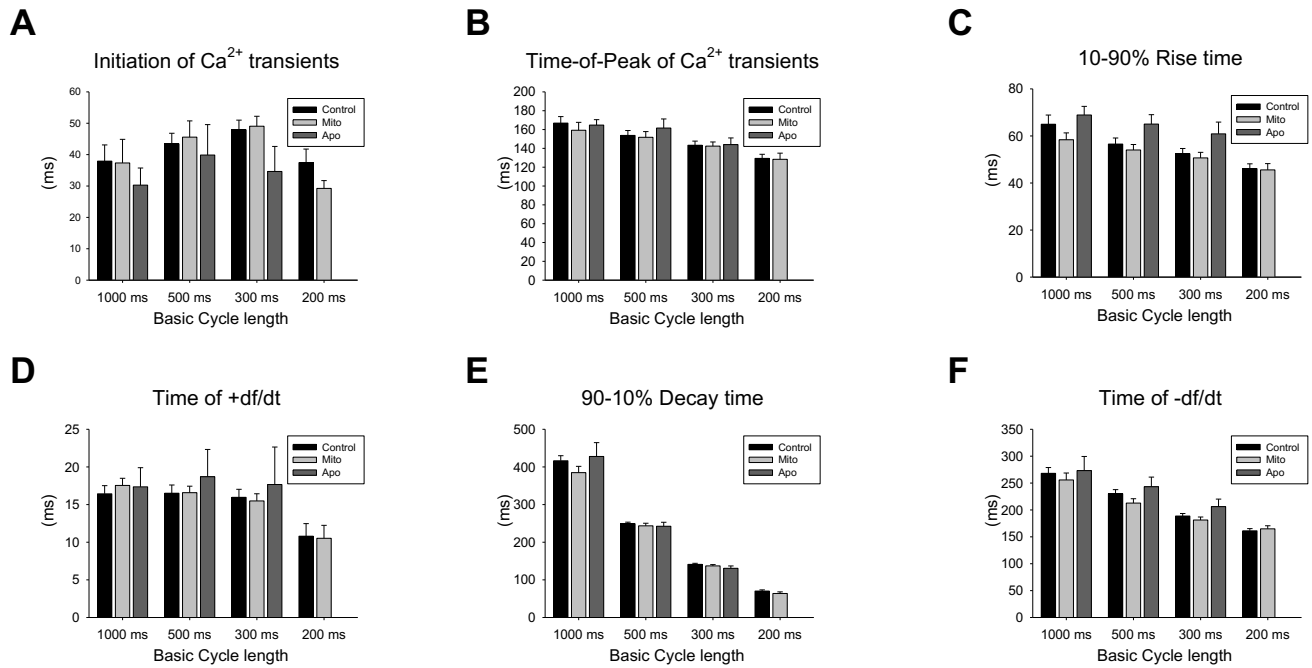 A
Initiation of Ca2+ transients
60
50
40
30
20
10
0
(ms)
Control
Mito
Apo
1000 ms 500 ms 300 ms 200 ms
Basic Cycle length
B
Time-of-Peak of Ca2+ transients
200
180
160
140
120
100
80
60
40
20
0
(ms)
Control
Mito
Apo
1000 ms 500 ms 300 ms 200 ms
Basic Cycle length
C
10-90% Rise time
80
60
40
20
0
(ms)
Control
Mito
Apo
1000 ms 500 ms 300 ms 200 ms
Basic Cycle length
D
Time of +df/dt
25
20
15
10
5
0
(ms)
Control
Mito
Apo
1000 ms 500 ms 300 ms 200 ms
Basic Cycle length
E
90-10% Decay time
500
400
300
200
100
0
(ms)
Control
Mito
Apo
1000 ms 500 ms 300 ms 200 ms
Basic Cycle length
F
Time of -df/dt
350
300
250
200
150
100
50
0
(ms)
Control
Mito
Apo
1000 ms 500 ms 300 ms 200 ms
Basic Cycle length